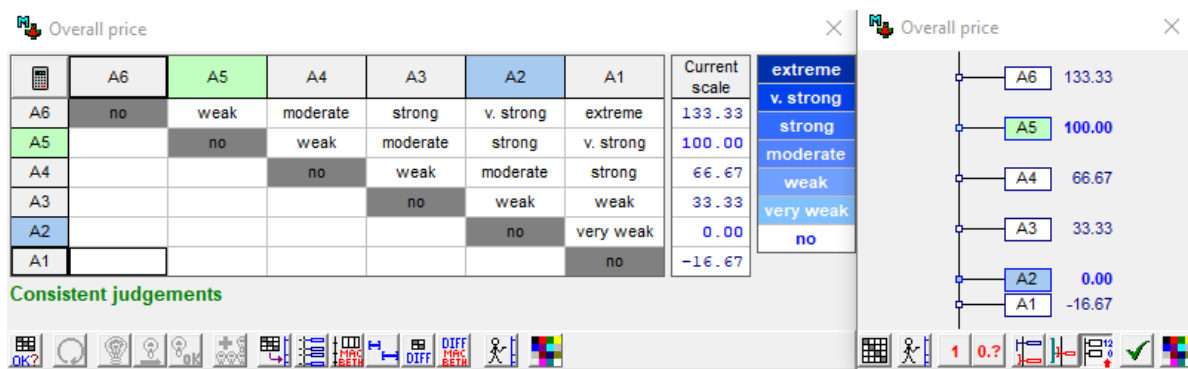 Overall price
A6 A5 A4 A3 A2 A1 Current scale
A6 no weak moderate strong v. strong extreme 133.33
A5 no weak moderate strong v. strong 100.00
A4 no weak moderate strong 66.67
A3 no weak weak 33.33
A2 no very weak 0.00
A1 no -16.67
Consistent judgements
OK? OK MAC BETH DIFF DIFF MAC BETH
extreme
v. strong
strong
moderate
weak
very weak
no
Overall price
A6 133.33
A5 100.00
A4 66.67
A3 33.33
A2 0.00
A1 -16.67
1 0.?